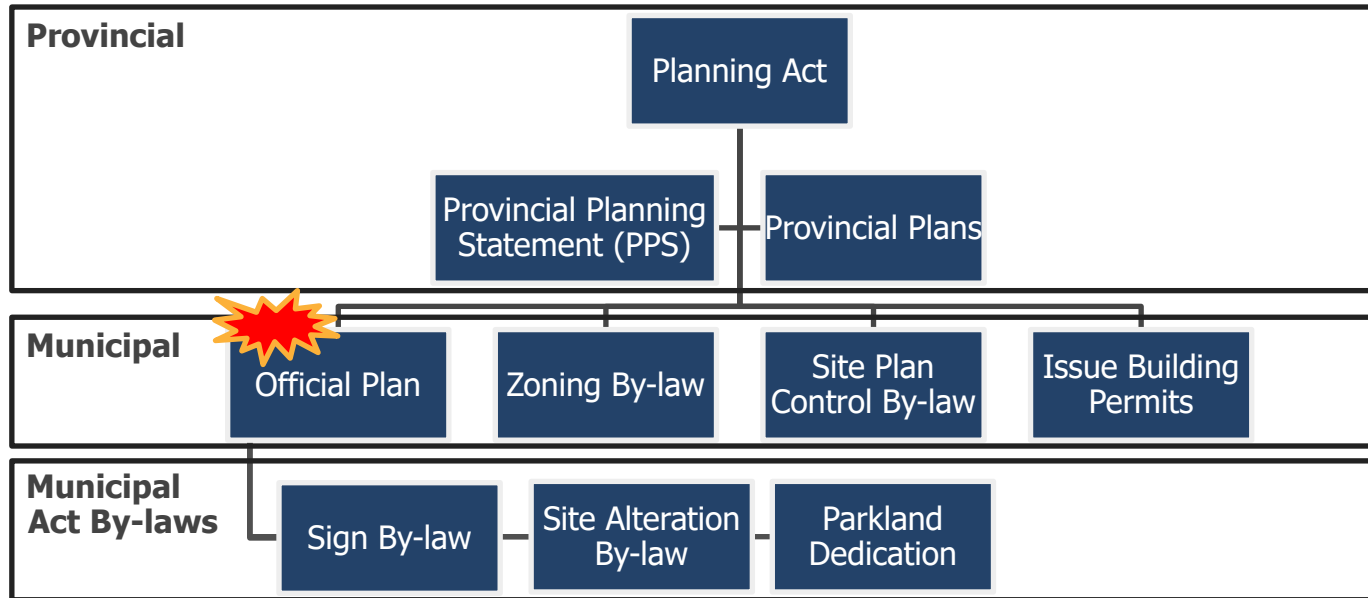 Provincial
Planning Act
Provincial Planning
Statement (PPS)
Provincial Plans
Municipal
Official Plan
Zoning By-law
Site Plan
Control By-law
Issue Building
Permits
Municipal
Act By-laws
Sign By-law
Site Alteration
By-law
Parkland
Dedication